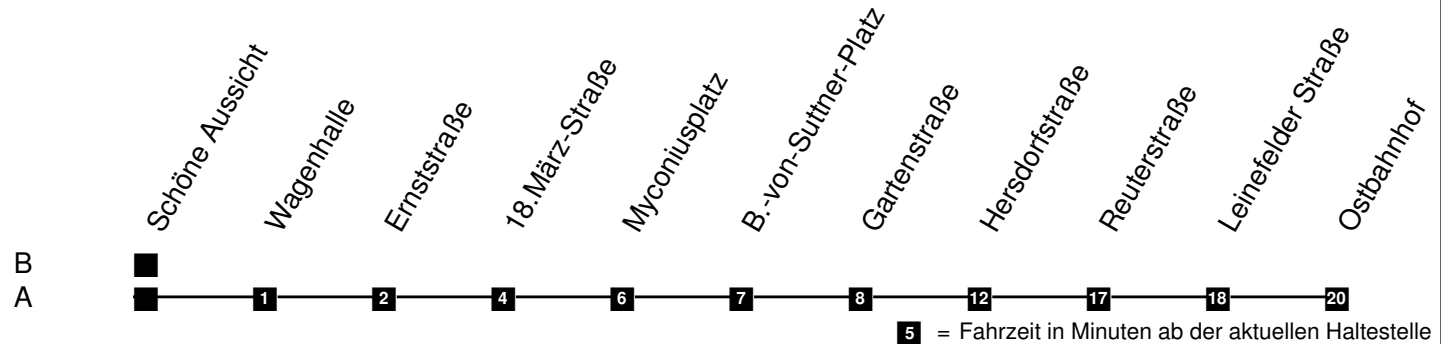 Schöne Aussicht
Wagenhalle
Ernststraße
18.März-Straße
Myconiusplatz
B.-von-Suttner-Platz
Gartenstraße
Hersdorfstraße
Reuterstraße
Leinefelder Straße
Ostbahnhof
B
A 1 2 4 6 7 8 12 17 18 20
5 = Fahrzeit in Minuten ab der aktuellen Haltestelle